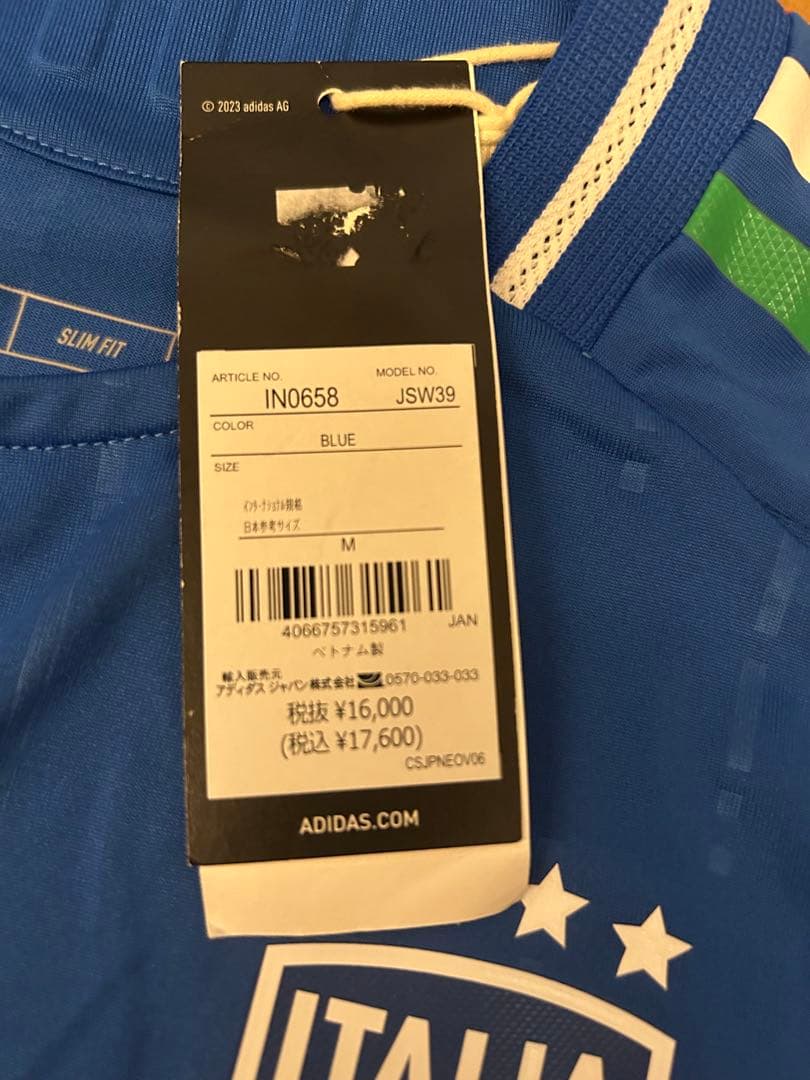 © 2023 adidas AG
SLIM FIT
ARTICLE NO. MODEL NO.
IN0658 JSW39
COLOR
BLUE
SIZE
インターナショナル規格
日本参考サイズ
M
4066757315961 JAN
ベトナム製
輸入販売元
アディダス ジャパン株式会社 0570-033-033
税抜 ¥16,000
(税込 ¥17,600)
CSJPNEOV06
ADIDAS.COM
ITALIA